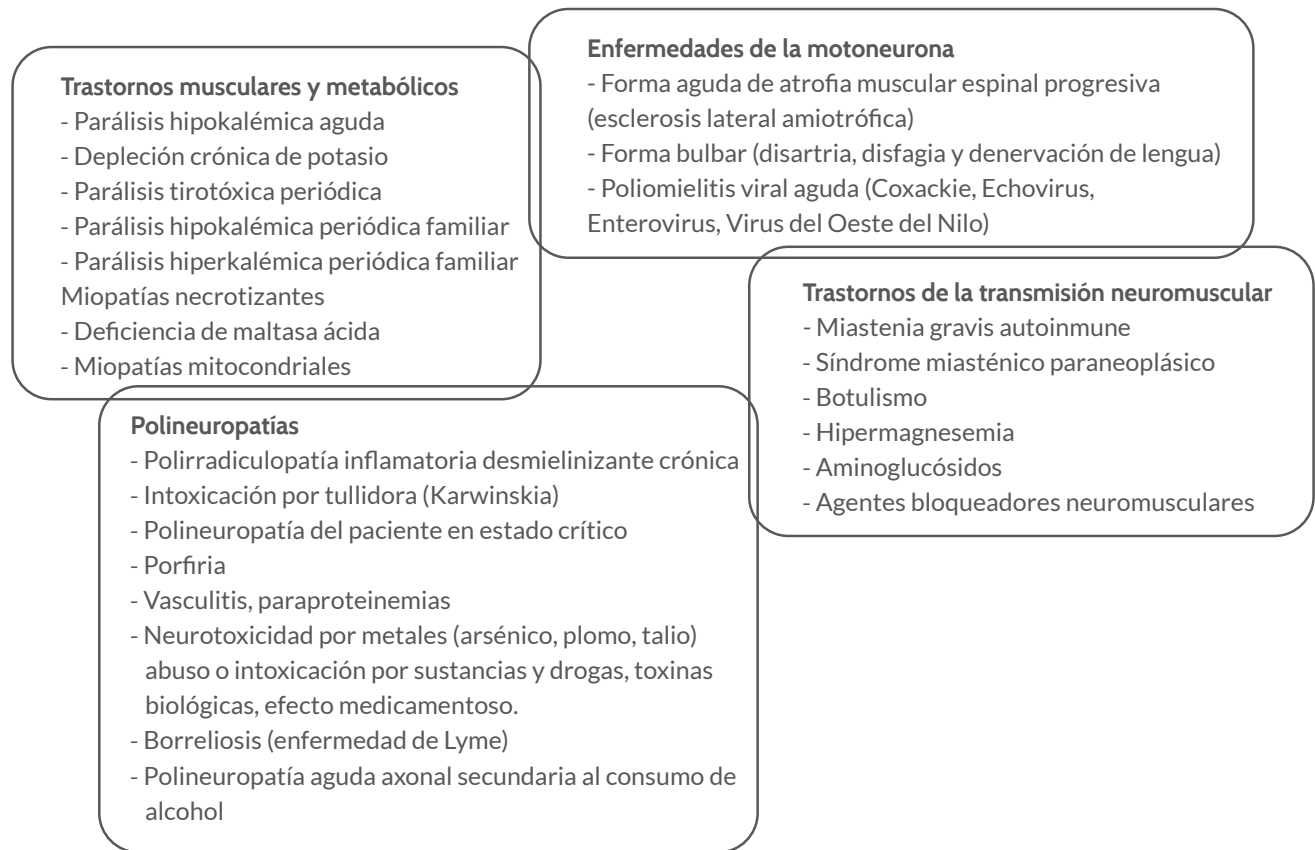 Trastornos musculares y metabólicos
- Parálisis hipokalémica aguda
- Depleción crónica de potasio
- Parálisis tirotóxica periódica
- Parálisis hipokalémica periódica familiar
- Parálisis hiperkalémica periódica familiar
Miopatías necrotizantes
- Deficiencia de maltasa ácida
- Miopatías mitocondriales
Enfermedades de la motoneurona
- Forma aguda de atrofia muscular espinal progresiva
(esclerosis lateral amiotrófica)
- Forma bulbar (disartria, disfagia y denervación de lengua)
- Poliomielitis viral aguda (Coxackie, Echovirus,
Enterovirus, Virus del Oeste del Nilo)
Trastornos de la transmisión neuromuscular
- Miastenia gravis autoinmune
- Síndrome miasténico paraneoplásico
- Botulismo
- Hipermagnesemia
- Aminoglucósidos
- Agentes bloqueadores neuromusculares
Polineuropatías
- Polirradiculopatía inflamatoria desmielinizante crónica
- Intoxicación por tullidora (Karwinskia)
- Polineuropatía del paciente en estado crítico
- Porfiria
- Vasculitis, paraproteinemias
- Neurotoxicidad por metales (arsénico, plomo, talio)
abuso o intoxicación por sustancias y drogas, toxinas
biológicas, efecto medicamentoso.
- Borreliosis (enfermedad de Lyme)
- Polineuropatía aguda axonal secundaria al consumo de
alcohol